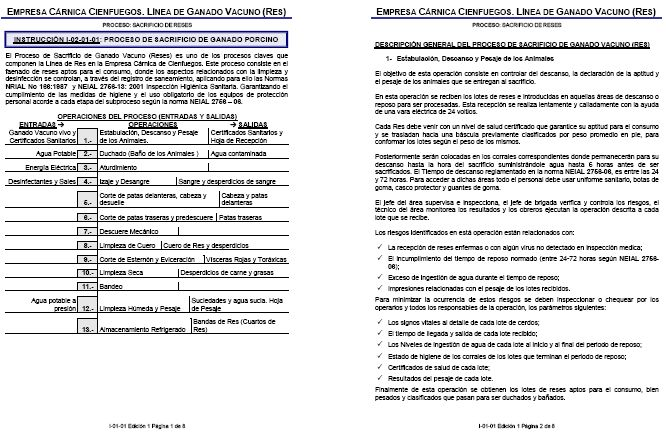 EMPRESA CÁRNICA CIENFUEGOS. LÍNEA DE GANADO VACUNO (RES)
PROCESO: SACRIFICIO DE RESES
INSTRUCCIÓN I-02-01-01: PROCESO DE SACRIFICIO DE GANADO PORCINO
El Proceso de Sacrificio de Ganado Vacuno (Reses) es uno de los procesos claves que
componen la Línea de Res en la Empresa Cárnica de Cienfuegos. Este proceso consiste en el
faenado de reses aptos para el consumo, donde los aspectos relacionados con la limpieza y
desinfección se controlan, a través del registro de saneamiento, aplicando para ello las Normas
NRIAL No 166:1987 y NEIAL 2756-13: 2001 Inspección Higiénica Sanitaria. Garantizando el
cumplimiento de las medidas de higiene y el uso obligatorio de los equipos de protección
personal acorde a cada etapa del subproceso según la norma NEIAL 2756 – 06.
OPERACIONES DEL PROCESO (ENTRADAS Y SALIDAS)
ENTRADAS → OPERACIONES → SALIDAS
Ganado Vacuno vivo y Certificados Sanitarios 1.- Estabulación, Descanso y Pesaje de los Animales. Certificados Sanitarios y Hoja de Recepción
Agua Potable 2.- Duchado (Baño de los Animales ) Agua contaminada
Energía Eléctrica 3.- Aturdimiento
Desinfectantes y Sales 4.- Izaje y Desangre Sangre y desperdicios de sangre
5.- Corte de patas delanteras, cabeza y desuelle Cabeza y patas delanteras
6.- Corte de patas traseras y predescuere Patas traseras
7.- Descuere Mecánico
8.- Limpieza de Cuero Cuero de Res y desperdicios
9.- Corte de Esternón y Eviceración Vísceras Rojas y Toráxicas
10.- Limpieza Seca Desperdicios de carne y grasas
11.- Bandeo
Agua potable a presión 12.- Limpieza Húmeda y Pesaje Suciedades y agua sucia. Hoja de Pesaje
13.- Almacenamiento Refrigerado Bandas de Res (Cuartos de Res)
I-01-01 Edición 1 Página 1 de 8
EMPRESA CÁRNICA CIENFUEGOS. LÍNEA DE GANADO VACUNO (RES)
PROCESO: SACRIFICIO DE RESES
DESCRIPCIÓN GENERAL DEL PROCESO DE SACRIFICIO DE GANADO VACUNO (RES)
1- Estabulación, Descanso y Pesaje de los Animales
El objetivo de esta operación consiste en controlar del descanso, la declaración de la aptitud y
el pesaje de los animales que se entregan al sacrificio.
En esta operación se reciben los lotes de reses e introducidas en aquellas áreas de descanso o
reposo para ser procesadas. Esta recepción se realiza lentamente y calladamente con la ayuda
de una vara eléctrica de 24 voltios.
Cada Res debe venir con un nivel de salud certificado que garantice su aptitud para el consumo
y se trasladan hacia una báscula previamente clasificados por peso promedio en pie, para
conformar los lotes según el peso de los mismos.
Posteriormente serán colocadas en los corrales correspondientes donde permanecerán para su
descanso hasta la hora del sacrificio suministrándole agua hasta 6 horas antes de ser
sacrificados. El Tiempo de descanso reglamentado en la norma NEIAL 2756-06, es entre las 24
y 72 horas. Para acceder a dichas áreas todo el personal debe usar uniforme sanitario, botas de
goma, casco protector y guantes de goma.
El jefe del área supervisa e inspecciona, el jefe de brigada verifica y controla los riesgos, el
técnico del área monitorea los resultados y los obreros ejecutan la operación descrita a cada
lote que se recibe.
Los riesgos identificados en está operación están relacionados con:
✓ La recepción de reses enfermas o con algún virus no detectado en inspección medica;
✓ El incumplimiento del tiempo de reposo normado (entre 24-72 horas según NEIAL 2756-
06);
✓ Exceso de ingestión de agua durante el tiempo de reposo;
✓ Imprecisiones relacionadas con el pesaje de los lotes recibidos.
Para minimizar la ocurrencia de estos riesgos se deben inspeccionar o chequear por los
operarios y todos los responsables de la operación, los parámetros siguientes:
✓ Los signos vitales al detalle de cada lote de cerdos;
✓ El tiempo de llegada y salida de cada lote recibido;
✓ Los Niveles de ingestión de agua de cada lote al inicio y al final del periodo de reposo;
✓ Estado de higiene de los corrales de los lotes que terminan el periodo de reposo;
✓ Certificados de salud de cada lote;
✓ Resultados del pesaje de cada lote.
Finalmente de esta operación se obtienen los lotes de reses aptos para el consumo, bien
pesados y clasificados que pasan para ser duchados y bañados.
I-01-01 Edición 1 Página 2 de 8